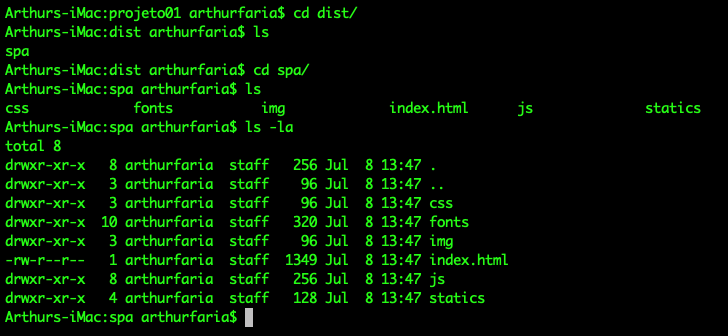 Arthurs-iMac:projeto01 arthurfaria$ cd dist/
Arthurs-iMac:dist arthurfaria$ ls
spa
Arthurs-iMac:dist arthurfaria$ cd spa/
Arthurs-iMac:spa arthurfaria$ ls
css             fonts           img             index.html      js              statics
Arthurs-iMac:spa arthurfaria$ ls -la
total 8
drwxr-xr-x   8 arthurfaria  staff   256 Jul  8 13:47 .
drwxr-xr-x   3 arthurfaria  staff    96 Jul  8 13:47 ..
drwxr-xr-x   3 arthurfaria  staff    96 Jul  8 13:47 css
drwxr-xr-x  10 arthurfaria  staff   320 Jul  8 13:47 fonts
drwxr-xr-x   3 arthurfaria  staff    96 Jul  8 13:47 img
-rw-r--r--   1 arthurfaria  staff  1349 Jul  8 13:47 index.html
drwxr-xr-x   8 arthurfaria  staff   256 Jul  8 13:47 js
drwxr-xr-x   4 arthurfaria  staff   128 Jul  8 13:47 statics
Arthurs-iMac:spa arthurfaria$